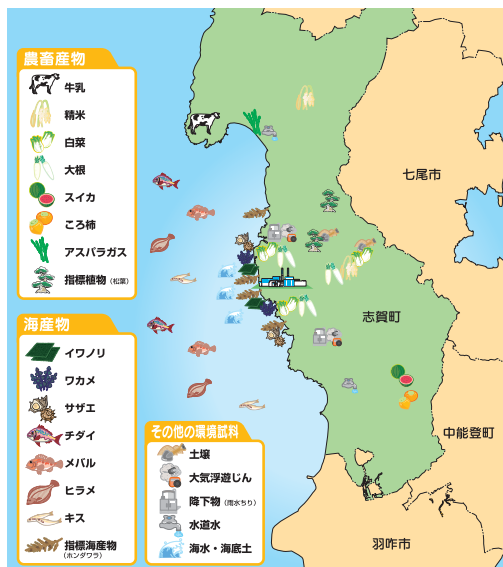 農畜産物
牛乳
精米
白菜
大根
スイカ
ころ柿
アスパラガス
指標植物(松葉)
海産物
イワノリ
ワカメ
サザエ
チダイ
メバル
ヒラメ
キス
指標海産物
(ホンダワラ)
その他の環境試料
土壌
大気浮遊じん
降下物(雨水ちり)
水道水
海水・海底土
七尾市
志賀町
中能登町
羽咋市